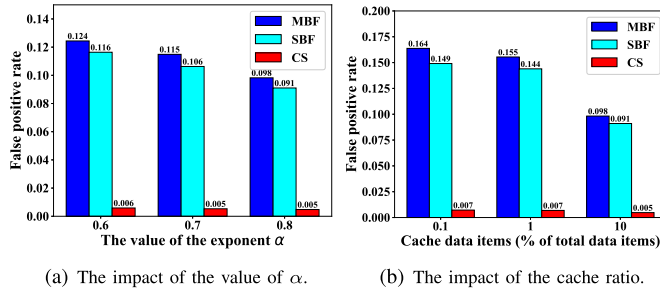 0.14
0.12
0.10
0.08
0.06
0.04
0.02
0.00
False positive rate
MBF
SBF
CS
0.124
0.116
0.006
0.115
0.106
0.005
0.098
0.091
0.005
0.6 0.7 0.8
The value of the exponent α
(a) The impact of the value of α.
0.200
0.175
0.150
0.125
0.100
0.075
0.050
0.025
0.000
False positive rate
MBF
SBF
CS
0.164
0.149
0.007
0.155
0.144
0.007
0.098
0.091
0.005
0.1 1 10
Cache data items (% of total data items)
(b) The impact of the cache ratio.